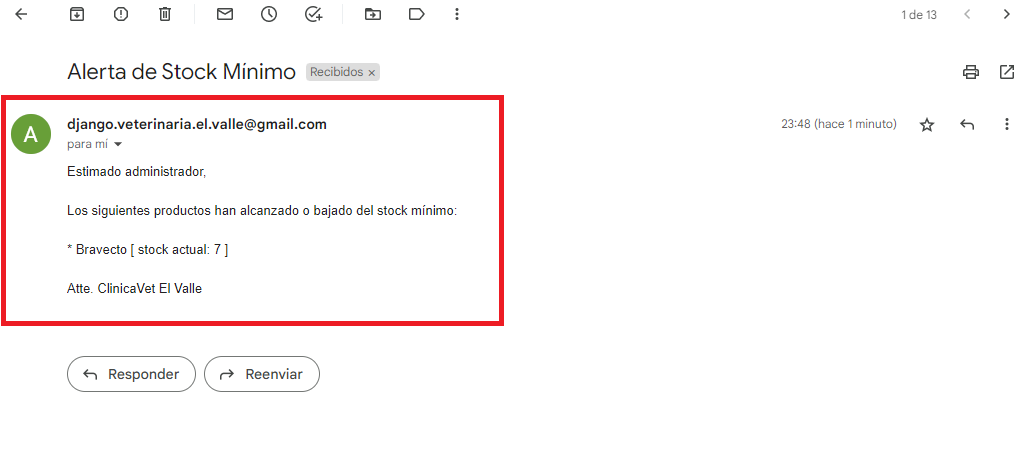 1 de 13
Alerta de Stock Mínimo Recibidos ×
A
django.veterinaria.el.valle@gmail.com 23:48 (hace 1 minuto)
para mí
Estimado administrador,
Los siguientes productos han alcanzado o bajado del stock mínimo:
* Bravecto [ stock actual: 7 ]
Atte. ClinicaVet El Valle
Responder Reenviar